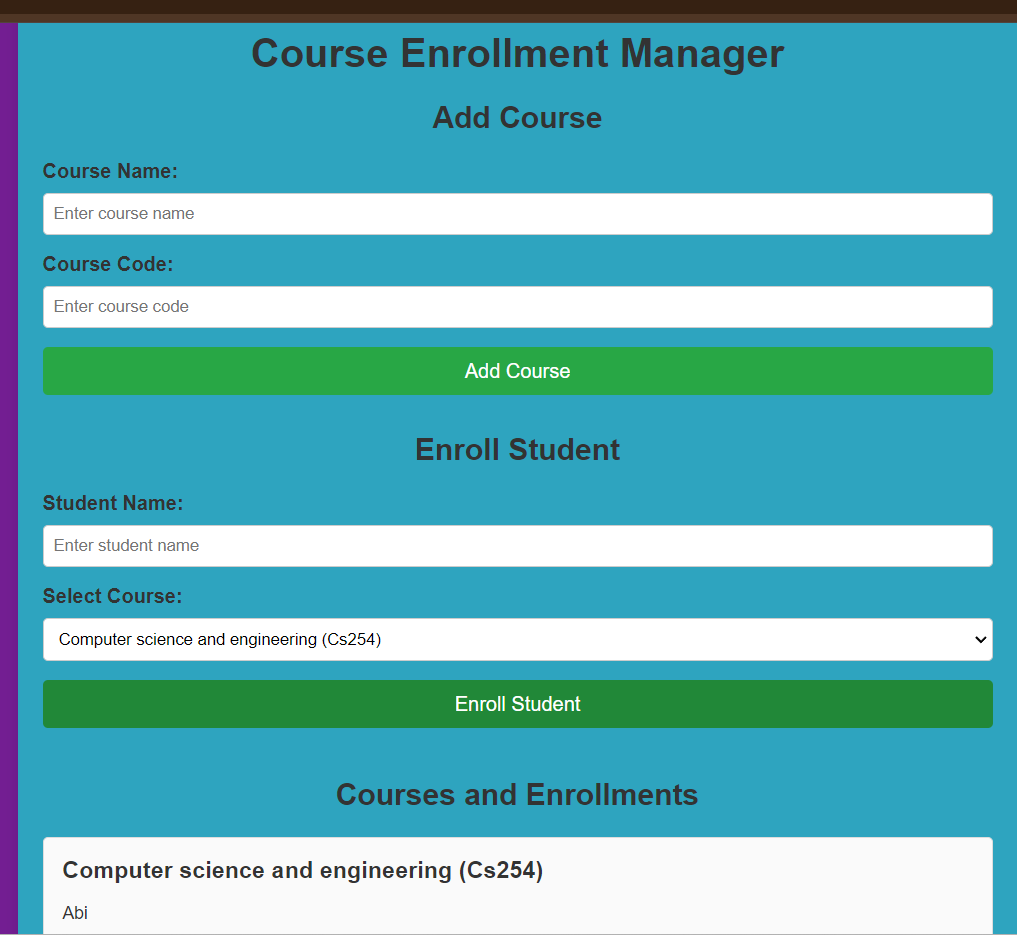 Course Enrollment Manager
Add Course
Course Name:
Enter course name
Course Code:
Enter course code
Add Course
Enroll Student
Student Name:
Enter student name
Select Course:
Computer science and engineering (Cs254)
Enroll Student
Courses and Enrollments
Computer science and engineering (Cs254)
Abi